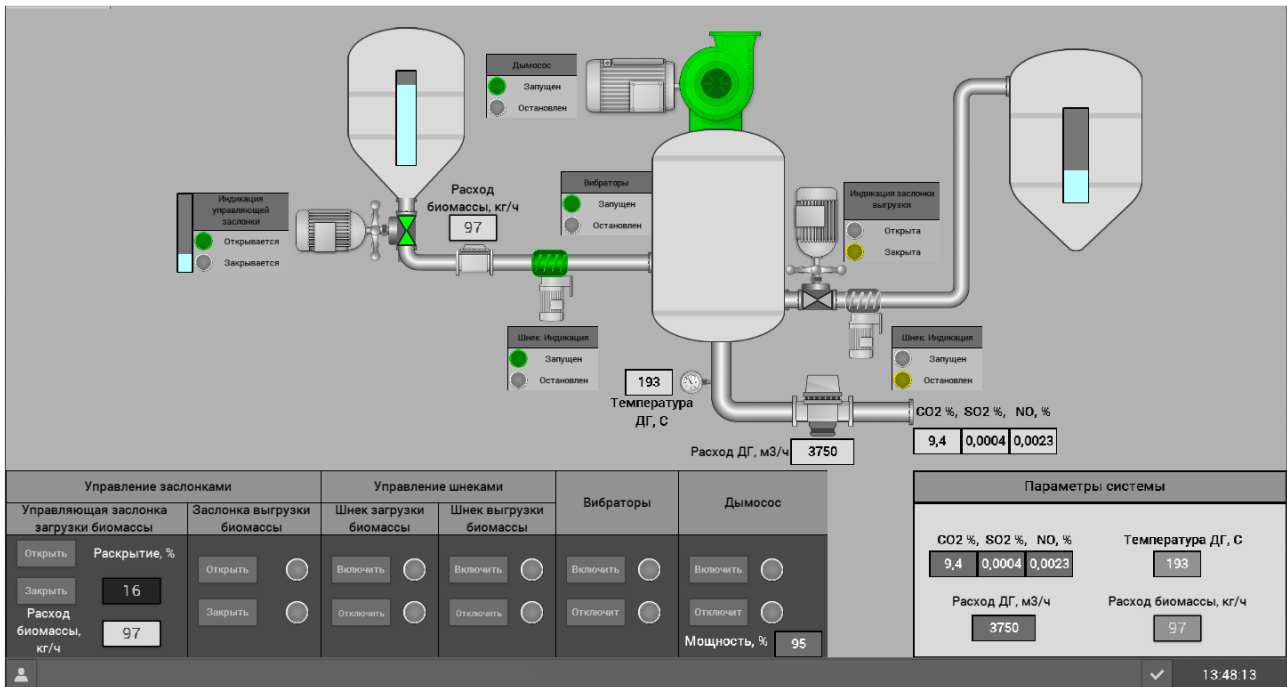 Дымосос
Запущен
Остановлен
Индикация
управляющей
заслонки
Открывается
Закрывается
Расход
биомассы, кг/ч
97
Вибраторы
Запущен
Остановлен
Индикация заслонки
выгрузки
Открыта
Закрыта
Шнек. Индикация
Запущен
Остановлен
Шнек. Индикация
Запущен
Остановлен
193
Температура
ДГ, С
Расход ДГ, м3/ч 3750
CO2 %, SO2 %, NO, %
9,4 0,0004 0,0023
Управление заслонками
Управляющая заслонка
загрузки биомассы
Открыть Раскрытие, %
Закрыть 16
Расход
биомассы,
кг/ч
97
Заслонка выгрузки
биомассы
Открыть
Закрыть
Управление шнеками
Шнек загрузки
биомассы
Включить
Отключить
Шнек выгрузки
биомассы
Включить
Отключить
Вибраторы
Включить
Отключит
Дымосос
Включить
Отключит
Мощность, % 95
Параметры системы
CO2 %, SO2 %, NO, %
9,4 0,0004 0,0023
Температура ДГ, С
193
Расход ДГ, м3/ч
3750
Расход биомассы, кг/ч
97
13:48:13